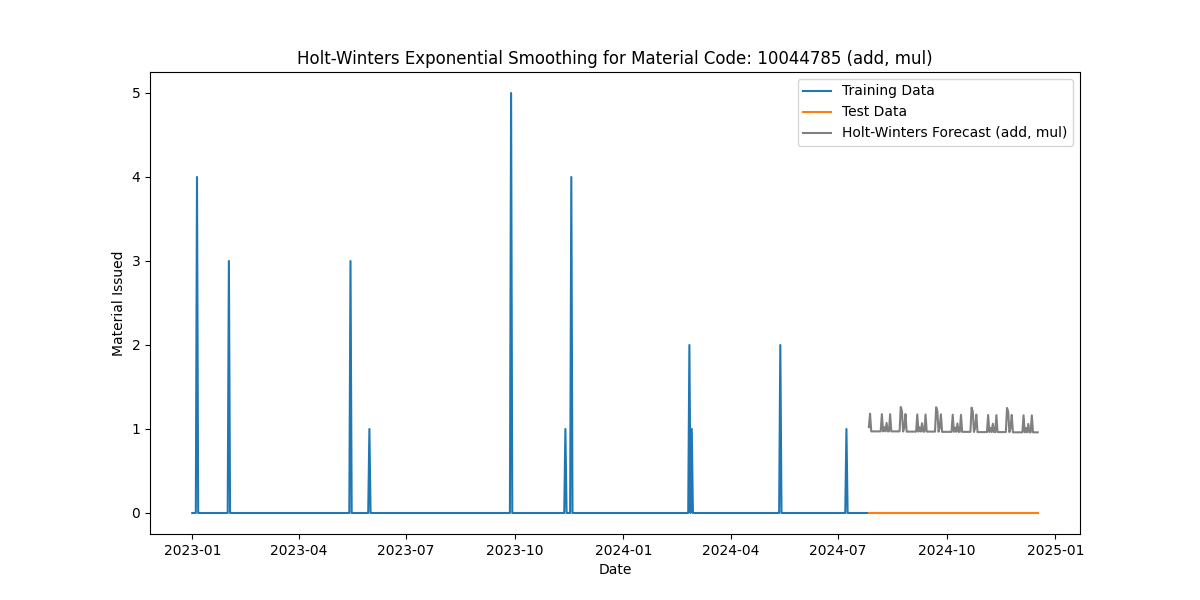 Holt-Winters Exponential Smoothing for Material Code: 10044785 (add, mul)
Training Data
Test Data
Holt-Winters Forecast (add, mul)
Material Issued
5
4
3
2
1
0
2023-01
2023-04
2023-07
2023-10
2024-01
2024-04
2024-07
2024-10
2025-01
Date